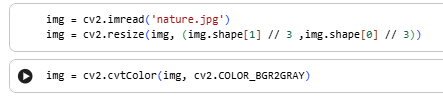 img = cv2.imread('nature.jpg')
img = cv2.resize(img, (img.shape[1] // 3 ,img.shape[0] // 3))
img = cv2.cvtColor(img, cv2.COLOR_BGR2GRAY)